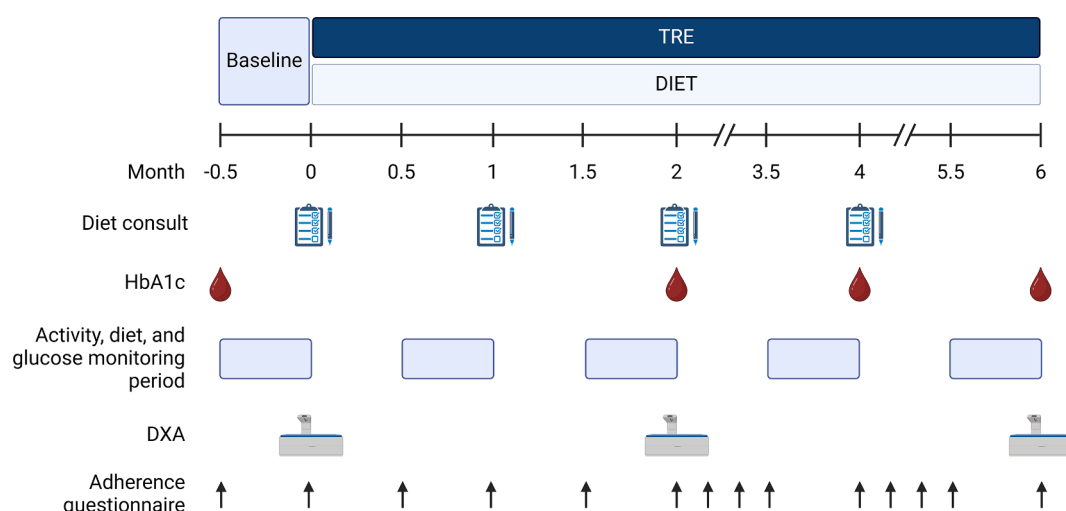 Baseline
TRE
DIET
Month -0.5 0 0.5 1 1.5 2 3.5 4 5.5 6
Diet consult
HbA1c
Activity, diet, and
glucose monitoring
period
DXA
Adherence
questionnaire